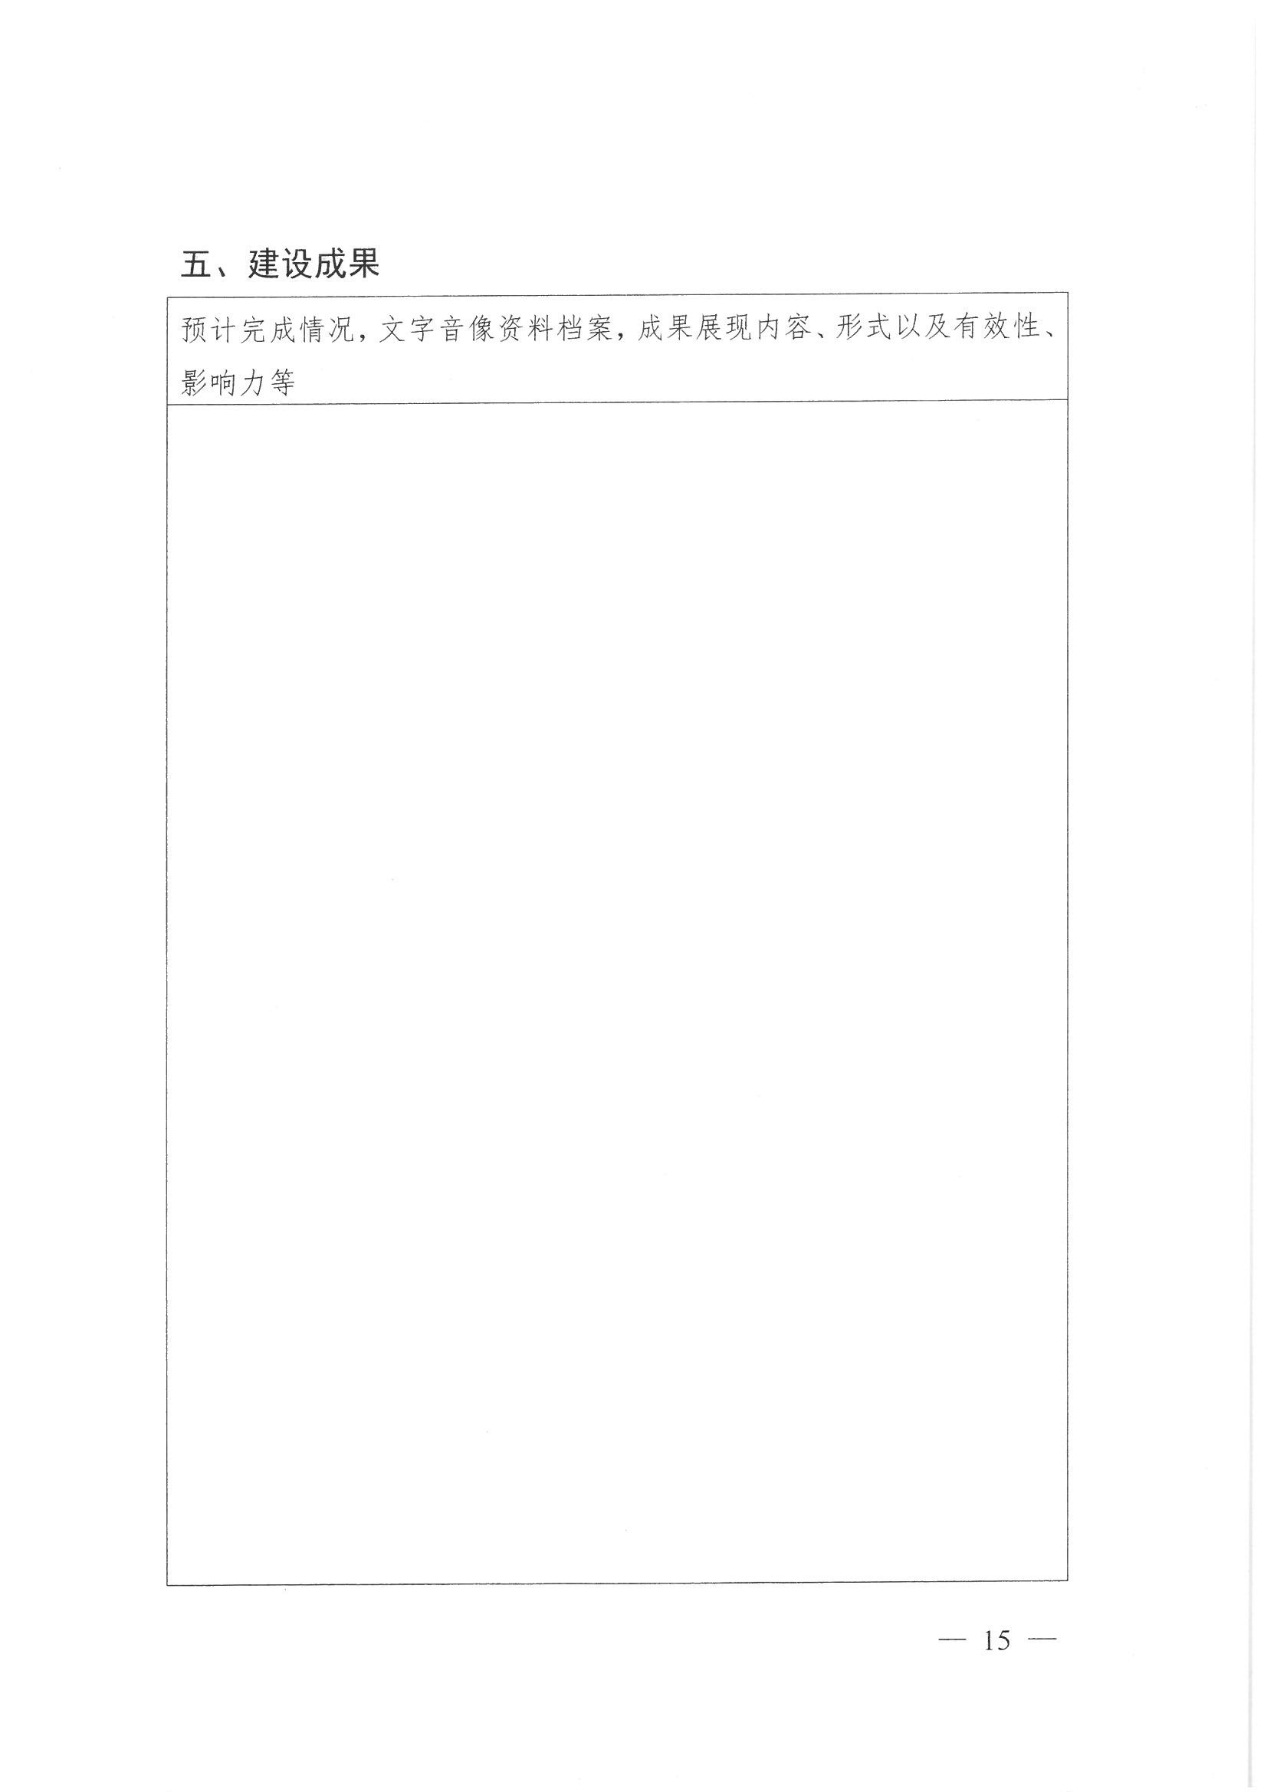 五、建设成果
预计完成情况，文字音像资料档案，成果展现内容、形式以及有效性、
影响力等
— 15 —